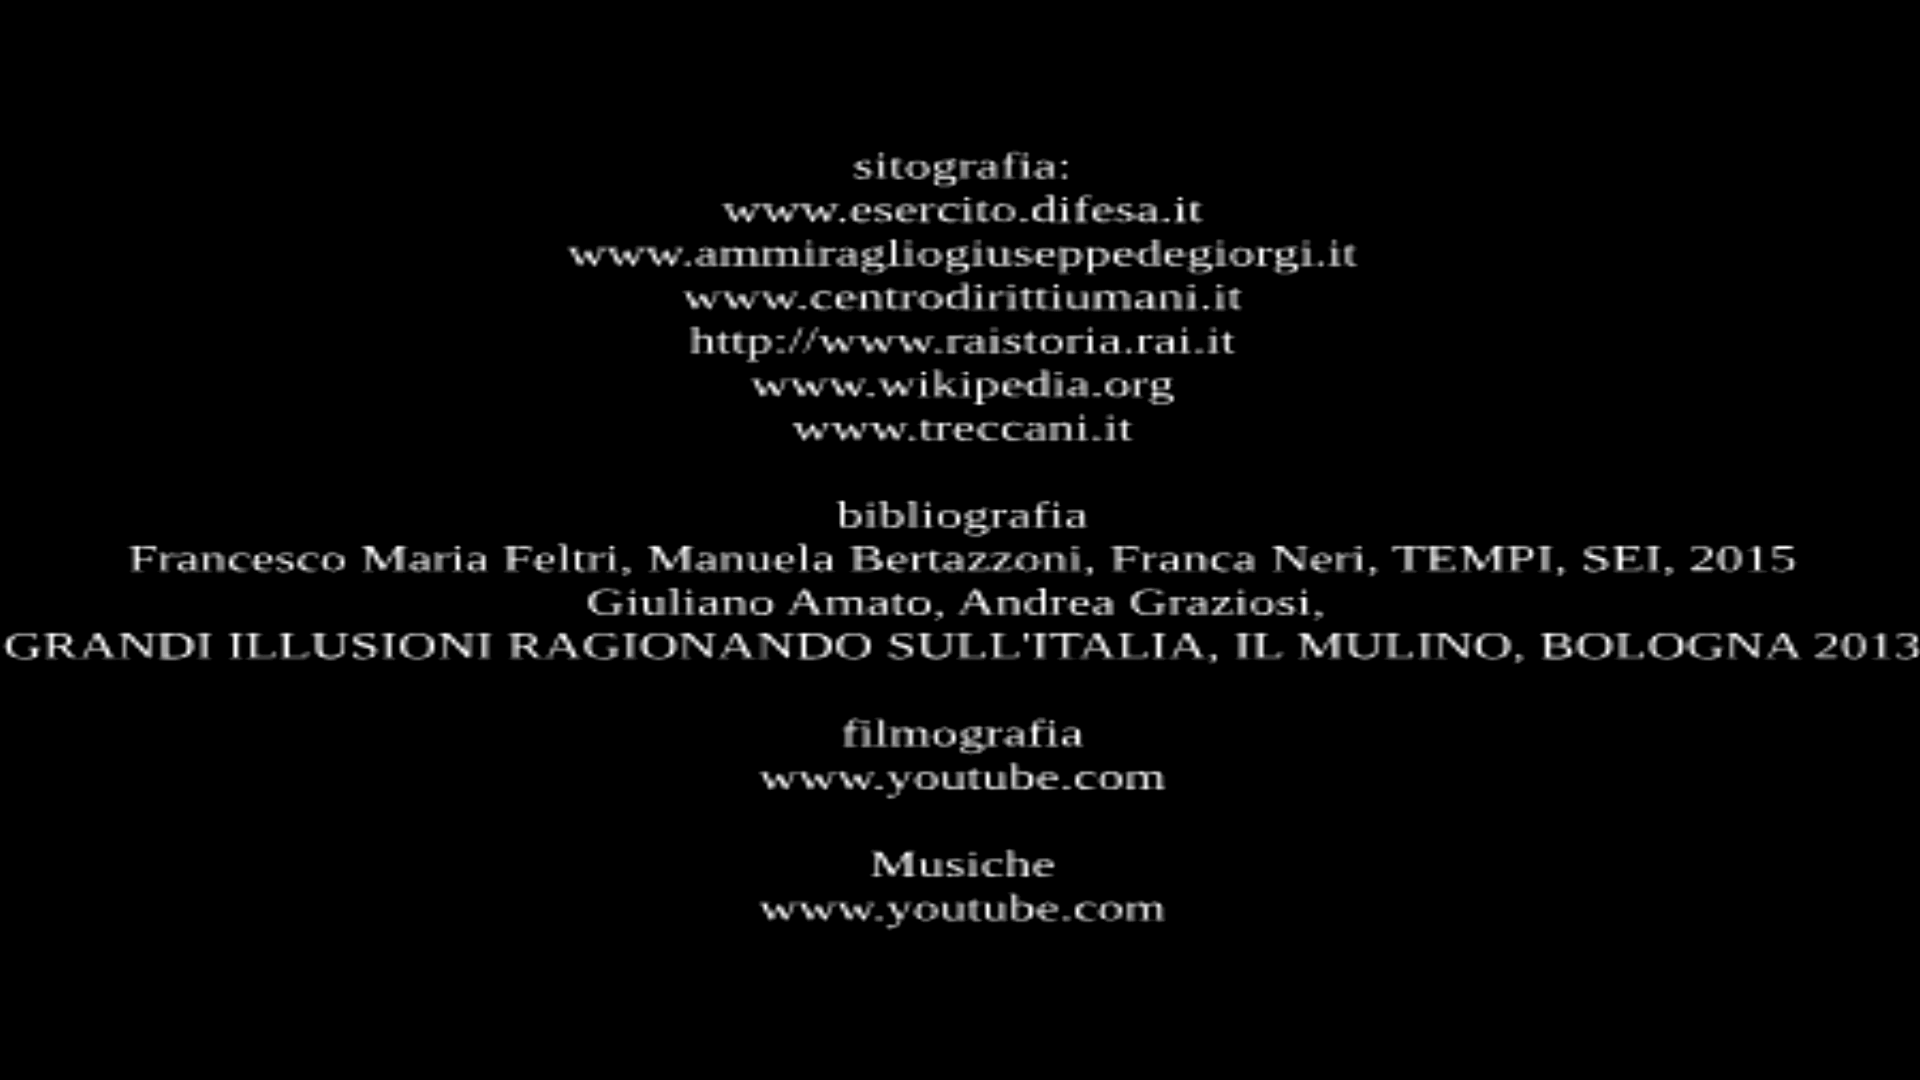 sitografia:
www.esercito.difesa.it
www.ammiragliogiuseppedegiorgi.it
www.centrodirittiumani.it
http://www.raistoria.rai.it
www.wikipedia.org
www.treccani.it
bibliografia
Francesco Maria Feltri, Manuela Bertazzoni, Franca Neri, TEMPI, SEI, 2015
Giuliano Amato, Andrea Graziosi,
GRANDI ILLUSIONI RAGIONANDO SULL'ITALIA, IL MULINO, BOLOGNA 2013
filmografia
www.youtube.com
Musiche
www.youtube.com